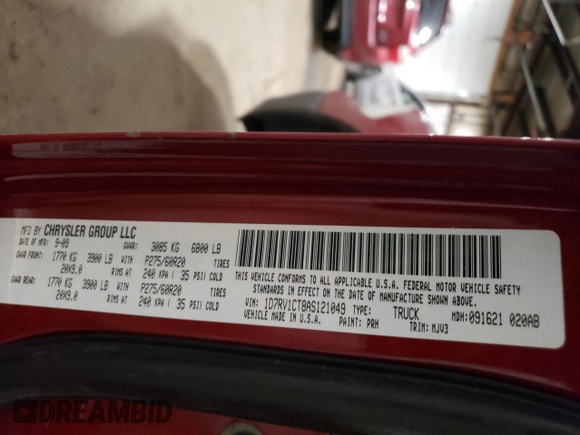 MFD BY CHRYSLER GROUP LLC
DATE OF MFR: 9-09 GVWR: 3085 KG 6800 LB
GAWR FRONT: 1770 KG 3900 LB WITH P275/60R20 TIRES
20X9.0 RIMS AT 240 KPA ( 35 PSI) COLD
GAWR REAR: 1770 KG 3900 LB WITH P275/60R20 TIRES
20X9.0 RIMS AT 240 KPA ( 35 PSI) COLD
THIS VEHICLE CONFORMS TO ALL APPLICABLE U.S.A. FEDERAL MOTOR VEHICLE SAFETY
STANDARDS IN EFFECT ON THE DATE OF MANUFACTURE SHOWN ABOVE.
VIN: 1D7RV1CT8AS121049 TYPE: TRUCK MDH: 091621 020AB
VEHICLE MADE IN U.S.A. PAINT: PRH TRIM: MJV3
DREAMBID